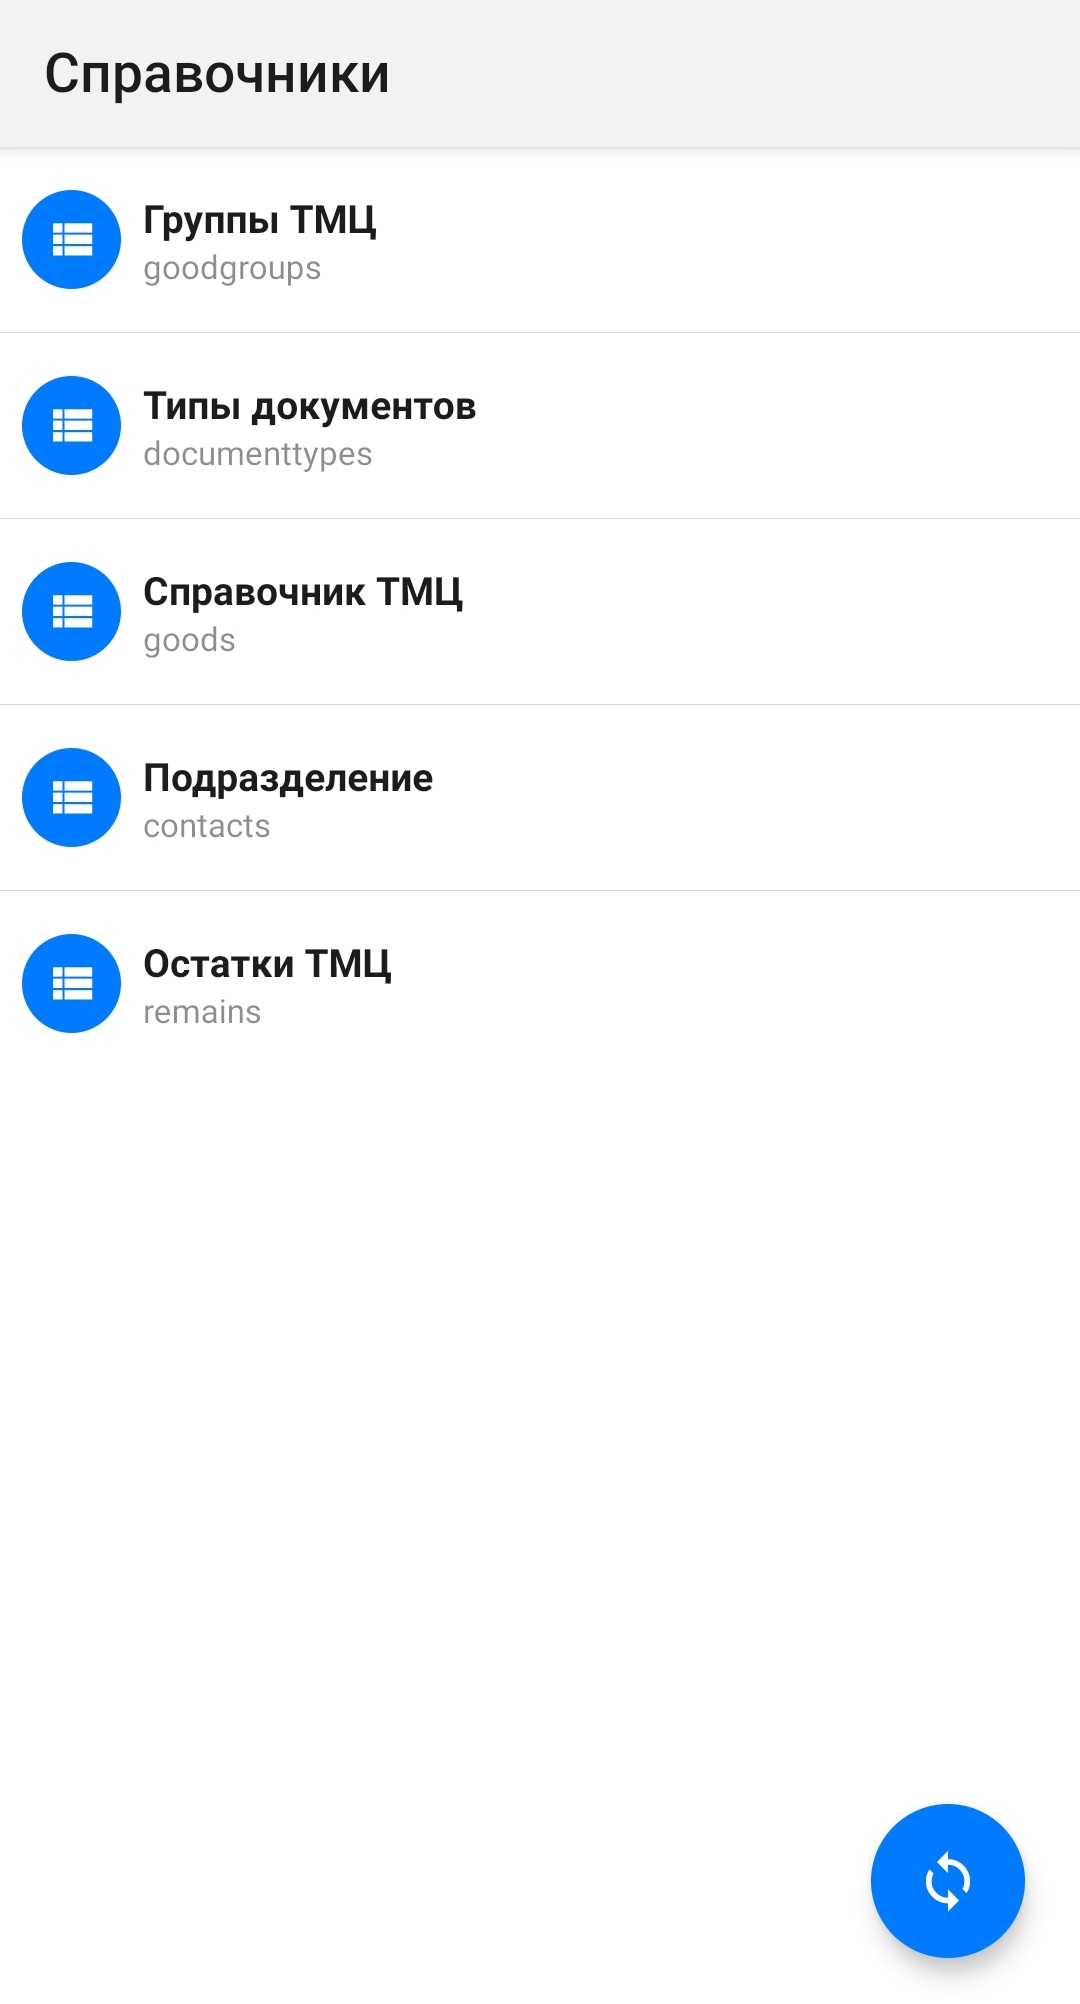 Справочники
Группы ТМЦ
goodgroups
Типы документов
documenttypes
Справочник ТМЦ
goods
Подразделение
contacts
Остатки ТМЦ
remains